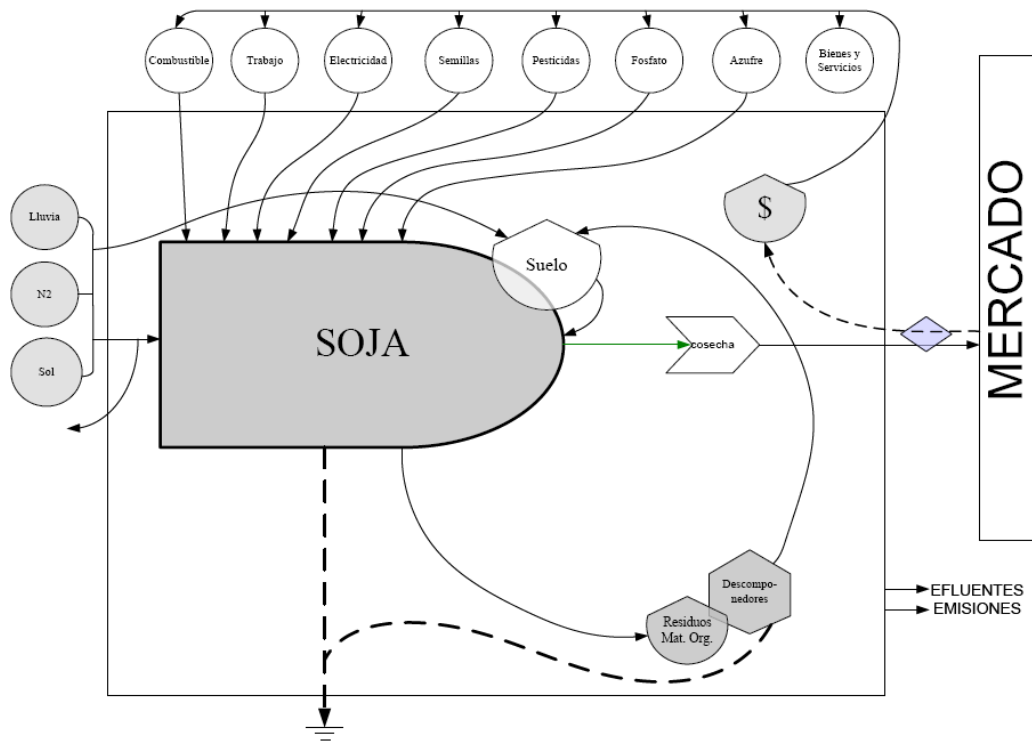 Combustible
Trabajo
Electricidad
Semillas
Pesticidas
Fosfato
Azufre
Bienes y
Servicios
Lluvia
N2
Sol
SOJA
Suelo
$
cosecha
MERCADO
Descompo-
nedores
Residuos
Mat. Org.
EFLUENTES
EMISIONES